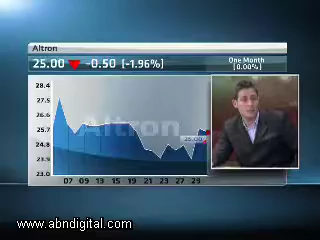 Altron
25.00 -0.50 [-1.96%]
One Month
[0.00%]
28.4
27.5
26.6
25.7
24.8
23.9
23.0
Altron
25.00
07 09 13 15 19 21 23 27 29
www.abndigital.com